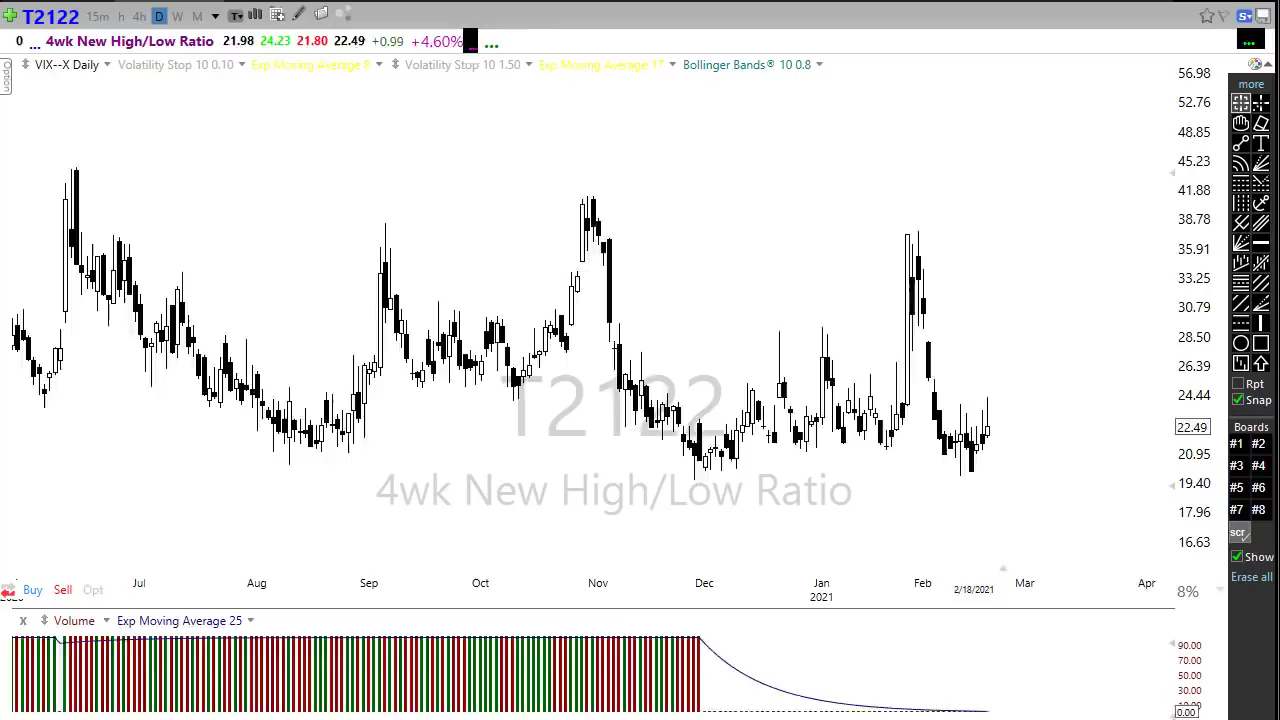 T2122 15m h 4h D W M T
0 ... 4wk New High/Low Ratio 21.98 24.23 21.80 22.49 +0.99 +4.60% ... ...
Option
VIX--X Daily Volatility Stop 10 0.10 Exp Moving Average 8 Volatility Stop 10 1.50 Exp Moving Average 17 Bollinger Bands® 10 0.8
56.98
52.76
48.85
45.23
41.88
38.78
35.91
33.25
30.79
28.50
26.39
24.44
22.49
20.95
19.40
17.96
16.63
T2122
4wk New High/Low Ratio
Jul Aug Sep Oct Nov Dec Jan Feb Mar Apr
2021 2/18/2021
Buy Sell Opt
8%
x Volume Exp Moving Average 25
90.00
70.00
50.00
30.00
10.00
0.00
more
T
Rpt
Snap
Boards
#1 #2
#3 #4
#5 #6
#7 #8
scr
Show
Erase all